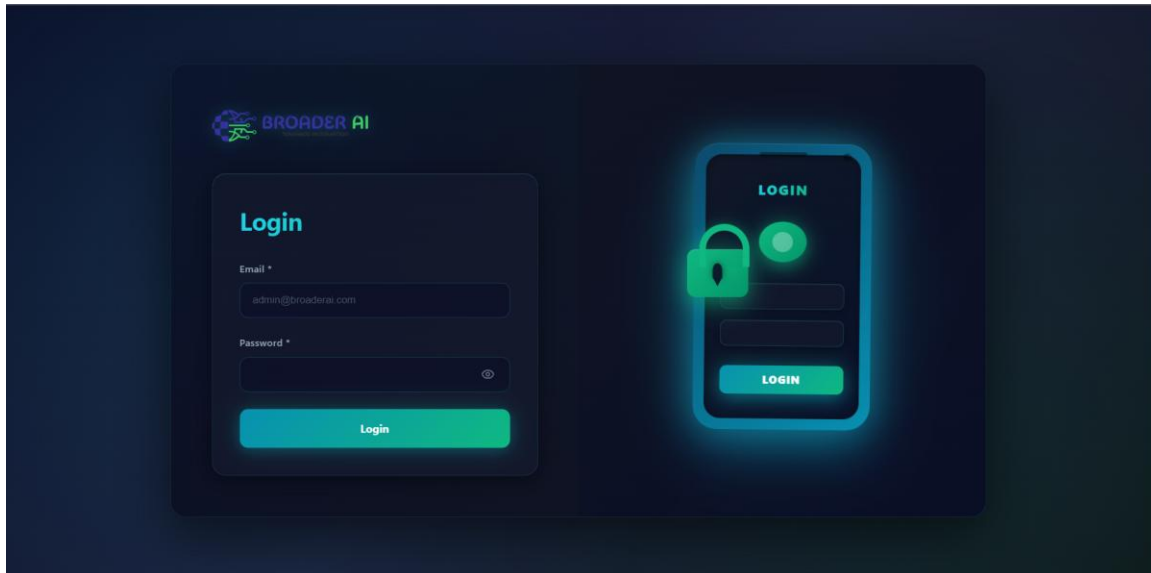 BROADER AI
Login
Email *
admin@broaderai.com
Password *
Login
LOGIN
LOGIN